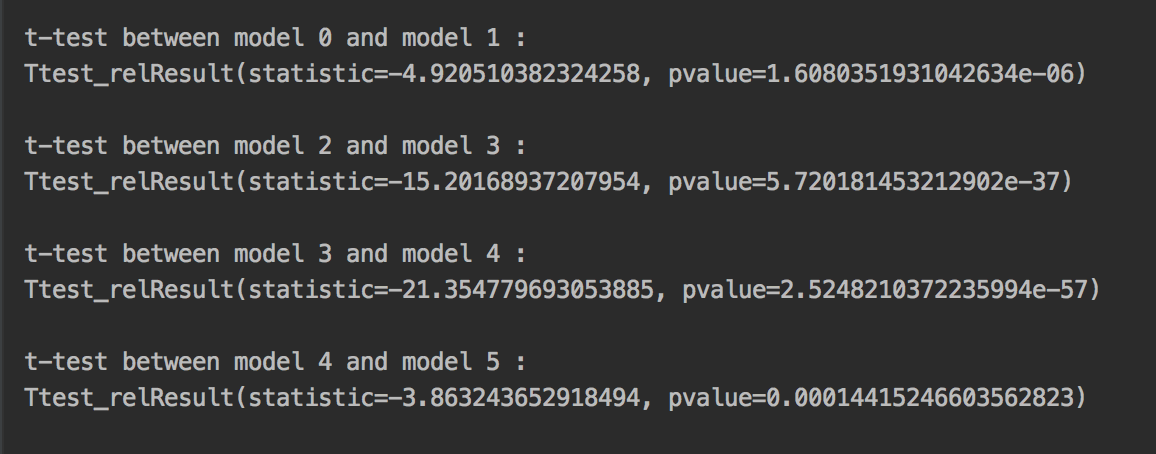 t-test between model 0 and model 1 :
Ttest_relResult(statistic=-4.920510382324258, pvalue=1.6080351931042634e-06)
t-test between model 2 and model 3 :
Ttest_relResult(statistic=-15.20168937207954, pvalue=5.720181453212902e-37)
t-test between model 3 and model 4 :
Ttest_relResult(statistic=-21.354779693053885, pvalue=2.5248210372235994e-57)
t-test between model 4 and model 5 :
Ttest_relResult(statistic=-3.863243652918494, pvalue=0.00014415246603562823)